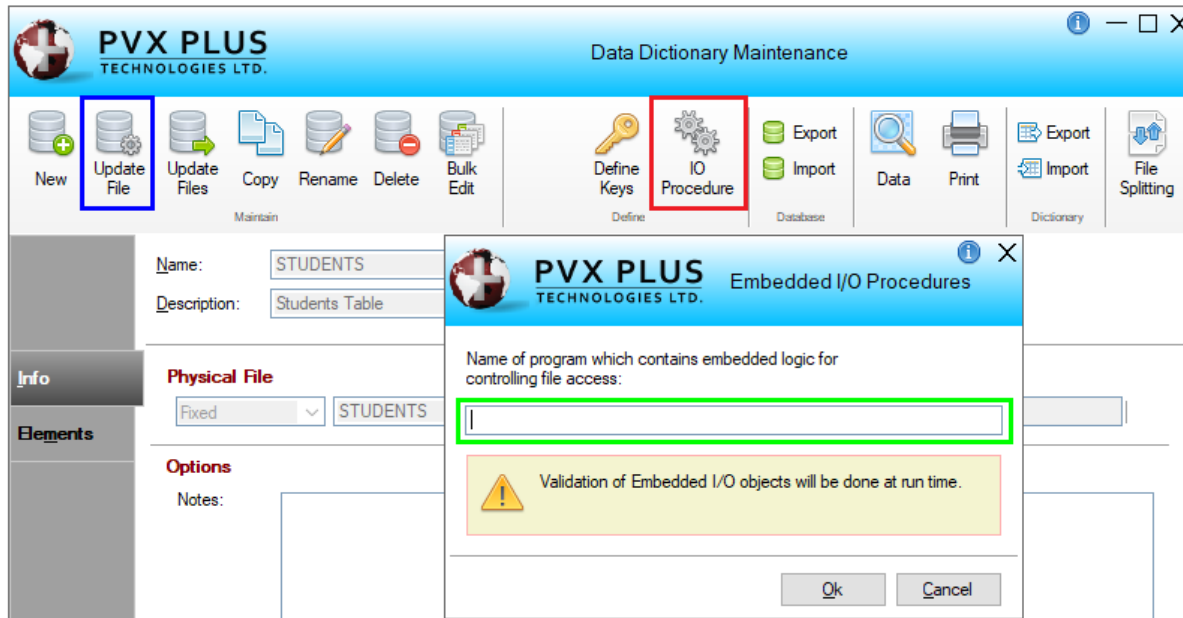 PVX PLUS
TECHNOLOGIES LTD.
Data Dictionary Maintenance
New
Update
File
Update
Files
Copy
Rename
Delete
Bulk
Edit
Maintain
Define
Keys
IO
Procedure
Define
Export
Import
Database
Data
Print
Export
Import
Dictionary
File
Splitting
Info
Elements
Name: STUDENTS
Description: Students Table
Physical File
Fixed STUDENTS
Options
Notes:
PVX PLUS
TECHNOLOGIES LTD.
Embedded I/O Procedures
Name of program which contains embedded logic for
controlling file access:
Validation of Embedded I/O objects will be done at run time.
Ok Cancel